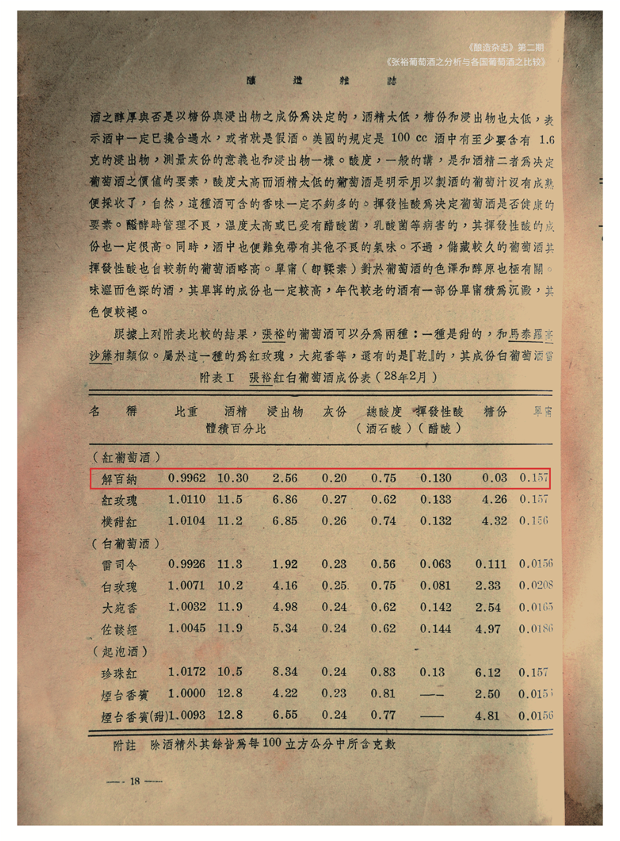 《酿造杂志》第二期
《张裕葡萄酒之分析与各国葡萄酒之比较》
釀造雜誌
酒之醇厚與否是以糖份與浸出物之成份爲決定的，酒精太低，糖份和浸出物也太低，表
示酒中一定已攙合過水，或者就是假酒。美國的規定是 100 cc 酒中有至少要含有 1.6
克的浸出物，測量灰份的意義也和浸出物一樣。酸度，一般的講，是和酒精二者爲決定
葡萄酒之價值的要素，酸度大高而酒精太低的葡萄酒是明示用以製酒的葡萄汁沒有成熟
便採收了，自然，這種酒可含的香味一定不夠多的。揮發性酸爲決定葡萄酒是否健康的
要素。醱酵時管理不良，溫度大高或已受有醋酸菌，乳酸菌等病害的，其揮發性酸的成
份也一定很高。同時，酒中也便難免帶有其他不良的氣味。不過，儲藏較久的葡萄酒其
揮發性酸也台較新的葡萄酒略高。單甯（卽鞣素）對於葡萄酒的色澤和醇厚也極有關。
味澀而色深的酒，其單寧的成份也一定較高，年代較老的酒有一部份單甯積爲沉殿，其
色便較褪。
跟據上列附表比較的結果，張裕的葡萄酒可以分爲兩種：一種是甜的，和馬泰羅
沙籐相類似。屬於這一種的爲紅玫瑰，大宛香等，還有的是『乾』的，其成份白葡萄酒
附表Ⅰ 張裕紅白葡萄酒成份表（28年2月）
名稱 比重 酒精 浸出物 灰份 總酸度 揮發性酸 糖份 單甯
體積百分比 （酒石酸）（醋酸）
（紅葡萄酒）
解百納 0.9962 10.30 2.56 0.20 0.75 0.130 0.03 0.157
紅玫瑰 1.0110 11.5 6.86 0.27 0.62 0.133 4.26 0.157
櫻甜紅 1.0104 11.2 6.85 0.26 0.74 0.132 4.32 0.156
（白葡萄酒）
雷司令 0.9926 11.3 1.92 0.23 0.56 0.063 0.111 0.0156
白玫瑰 1.0071 10.2 4.16 0.25 0.75 0.081 2.33 0.0208
大宛香 1.0032 11.9 4.98 0.24 0.62 0.142 2.54 0.0165
佐談經 1.0045 11.9 5.34 0.24 0.62 0.144 4.97 0.0186
（起泡酒）
珍珠紅 1.0172 10.5 8.34 0.24 0.83 0.13 6.12 0.157
煙台香賓 1.0000 12.8 4.22 0.23 0.81 —— 2.50
煙台香賓(甜) 1.0093 12.8 6.55 0.24 0.77 —— 4.81 0.0156
附註 除酒精外其餘皆爲每100立方公分中所含克數
—— 18 ——